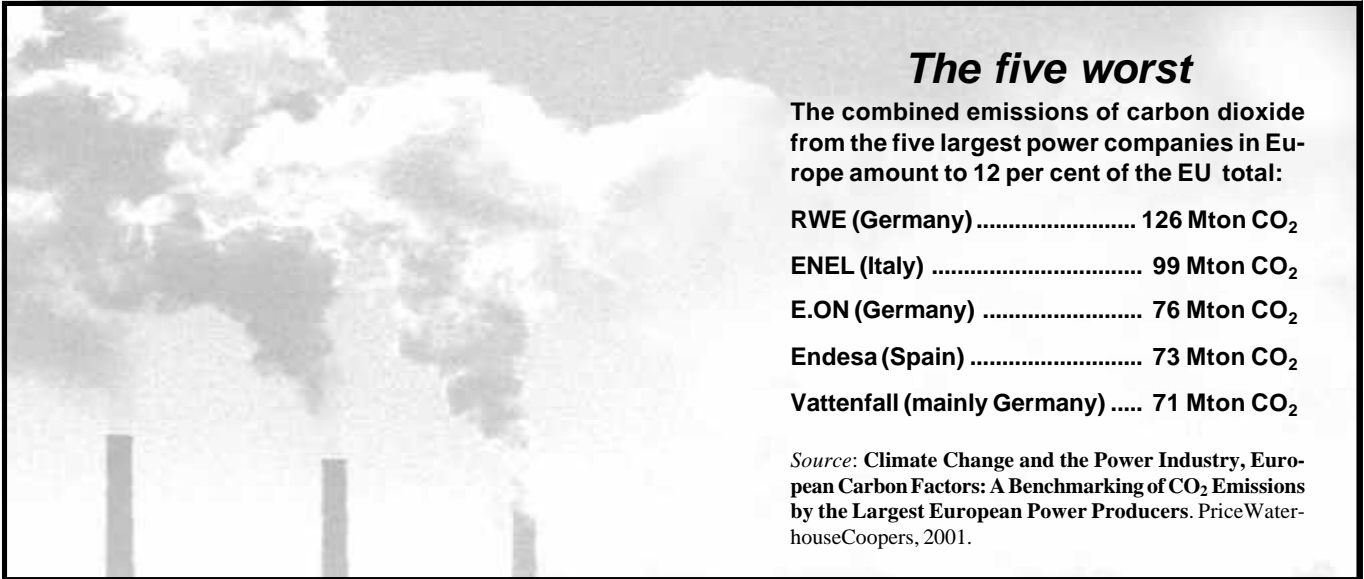 The five worst
The combined emissions of carbon dioxide
from the five largest power companies in Eu-
rope amount to 12 per cent of the EU total:
RWE (Germany) ......................... 126 Mton CO₂
ENEL (Italy) ................................. 99 Mton CO₂
E.ON (Germany) ......................... 76 Mton CO₂
Endesa (Spain) ........................... 73 Mton CO₂
Vattenfall (mainly Germany) ..... 71 Mton CO₂
Source: Climate Change and the Power Industry, Euro-
pean Carbon Factors: A Benchmarking of CO₂ Emissions
by the Largest European Power Producers. PriceWater-
houseCoopers, 2001.